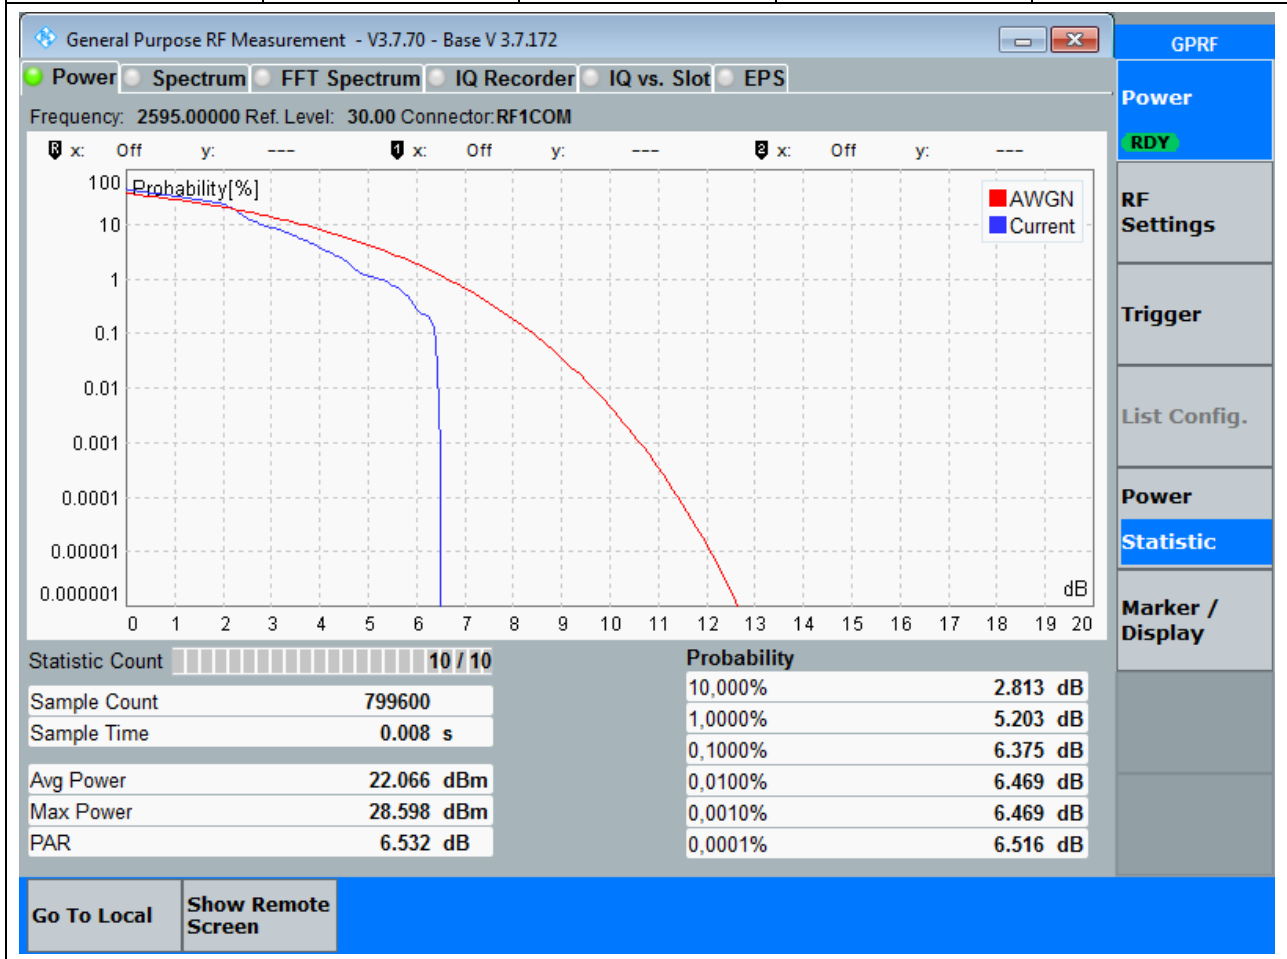 General Purpose RF Measurement - V3.7.70 - Base V 3.7.172
GPRF
Power Spectrum FFT Spectrum IQ Recorder IQ vs. Slot EPS
Frequency: 2595.00000 Ref. Level: 30.00 Connector: RF1COM
R x: Off y: --- 1 x: Off y: --- 2 x: Off y: ---
Probability[%]
AWGN
Current
100
10
1
0.1
0.01
0.001
0.0001
0.00001
0.000001
dB
0 1 2 3 4 5 6 7 8 9 10 11 12 13 14 15 16 17 18 19 20
Statistic Count 10 / 10
Sample Count 799600
Sample Time 0.008 s
Avg Power 22.066 dBm
Max Power 28.598 dBm
PAR 6.532 dB
Probability
10,000% 2.813 dB
1,0000% 5.203 dB
0,1000% 6.375 dB
0,0100% 6.469 dB
0,0010% 6.469 dB
0,0001% 6.516 dB
Power
RDY
RF
Settings
Trigger
List Config.
Power
Statistic
Marker /
Display
Go To Local
Show Remote
Screen